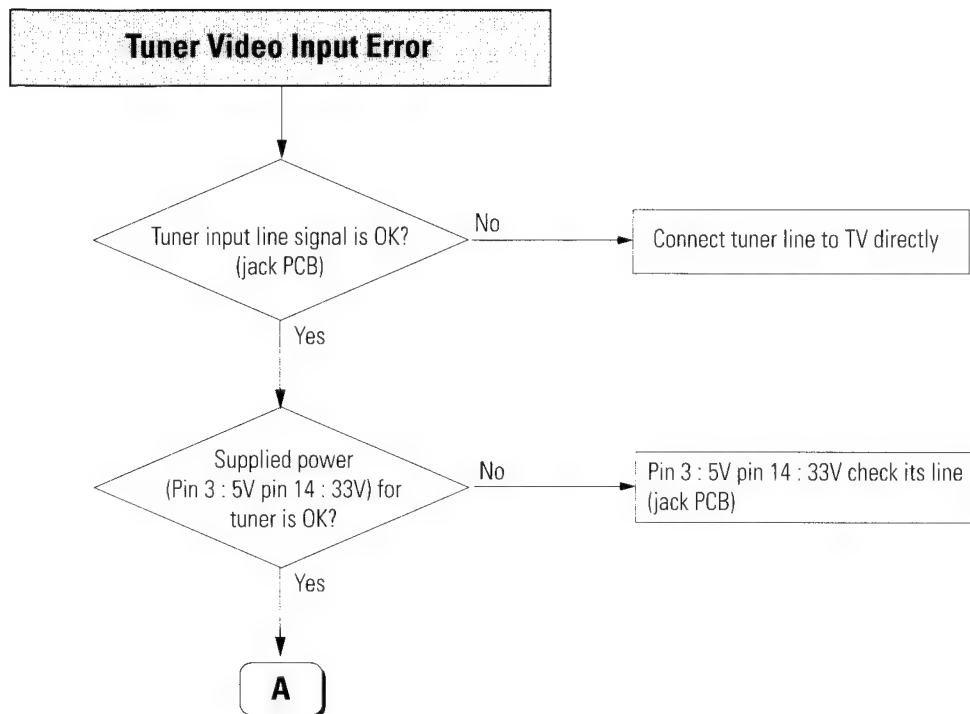 Tuner Video Input Error
Tuner input line signal is OK?
(jack PCB)
No
Connect tuner line to TV directly
Yes
Supplied power
(Pin 3 : 5V pin 14 : 33V) for
tuner is OK?
No
Pin 3 : 5V pin 14 : 33V check its line
(jack PCB)
Yes
A